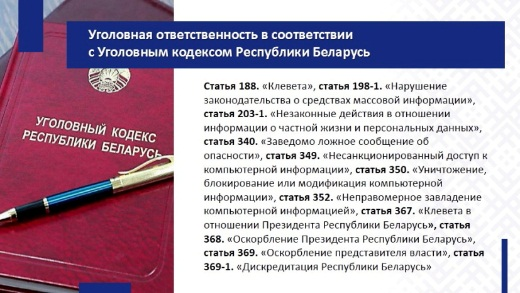 Уголовная ответственность в соответствии
с Уголовным кодексом Республики Беларусь
УГОЛОВНЫЙ КОДЕКС
РЕСПУБЛИКИ БЕЛАРУСЬ
Статья 188. «Клевета», статья 198-1. «Нарушение
законодательства о средствах массовой информации»,
статья 203-1. «Незаконные действия в отношении
информации о частной жизни и персональных данных»,
статья 340. «Заведомо ложное сообщение об
опасности», статья 349. «Несанкционированный доступ к
компьютерной информации», статья 350. «Уничтожение,
блокирование или модификация компьютерной
информации», статья 352. «Неправомерное завладение
компьютерной информацией», статья 367. «Клевета в
отношении Президента Республики Беларусь», статья
368. «Оскорбление Президента Республики Беларусь»,
статья 369. «Оскорбление представителя власти», статья
369-1. «Дискредитация Республики Беларусь»